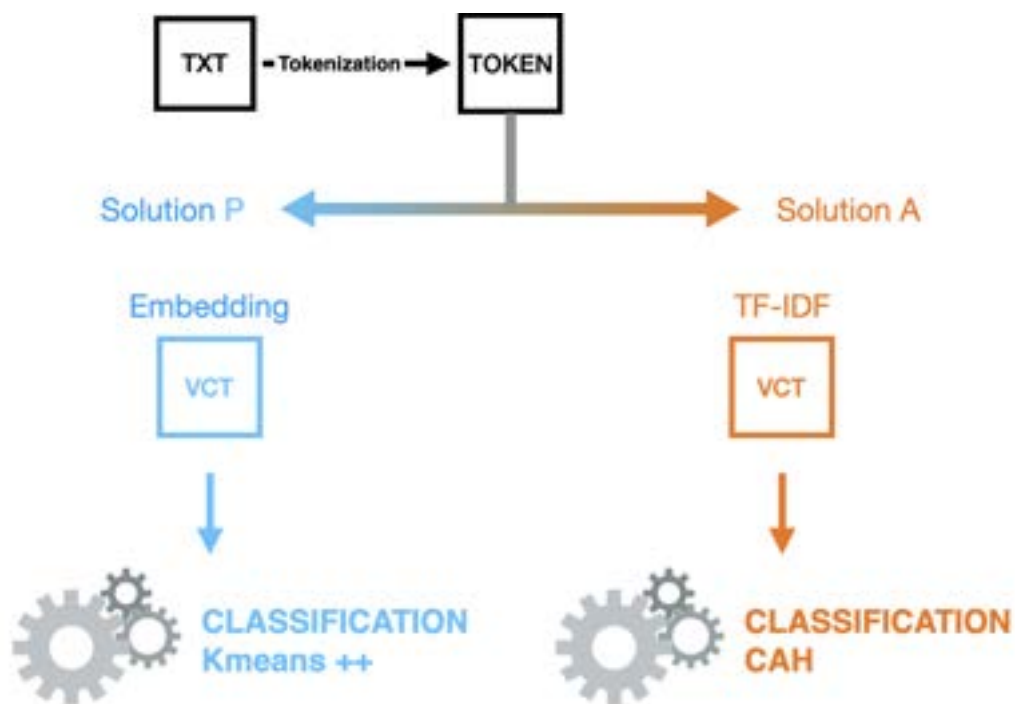 TXT
Tokenization
TOKEN
Solution P
Solution A
Embedding
TF-IDF
VCT
VCT
CLASSIFICATION
Kmeans ++
CLASSIFICATION
CAH